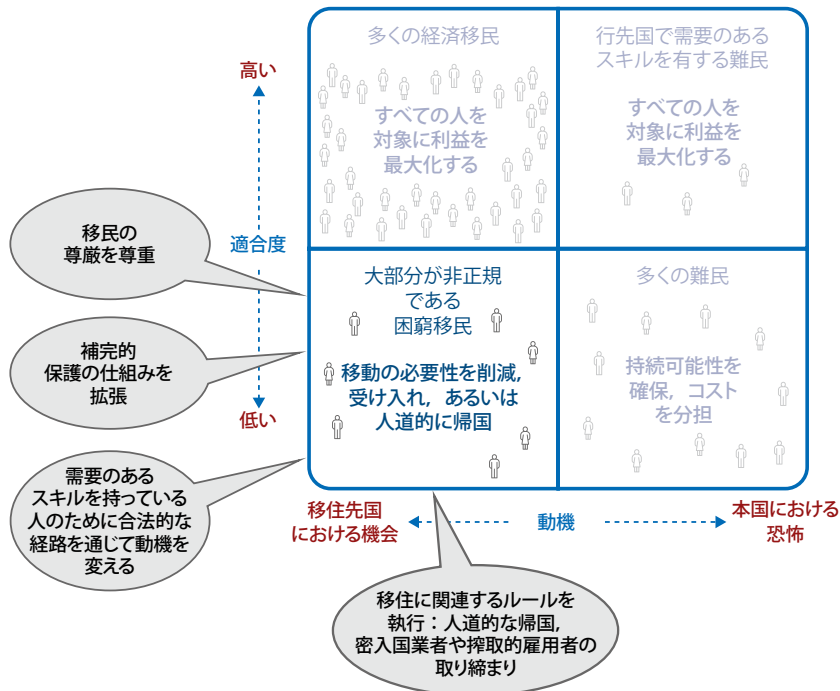 多くの経済移民
すべての人を
対象に利益を
最大化する
行先国で需要のある
スキルを有する難民
すべての人を
対象に利益を
最大化する
高い
適合度
低い
移民の
尊厳を尊重
補完的
保護の仕組みを
拡張
需要のある
スキルを持っている
人のために合法的な
経路を通じて動機を
変える
大部分が非正規
である
困窮移民
移動の必要性を削減，
受け入れ，あるいは
人道的に帰国
多くの難民
持続可能性を
確保，コスト
を分担
移住先国
における機会
動機
本国における
恐怖
移住に関連するルールを
執行：人道的な帰国，
密入国業者や搾取的雇用者の
取り締まり